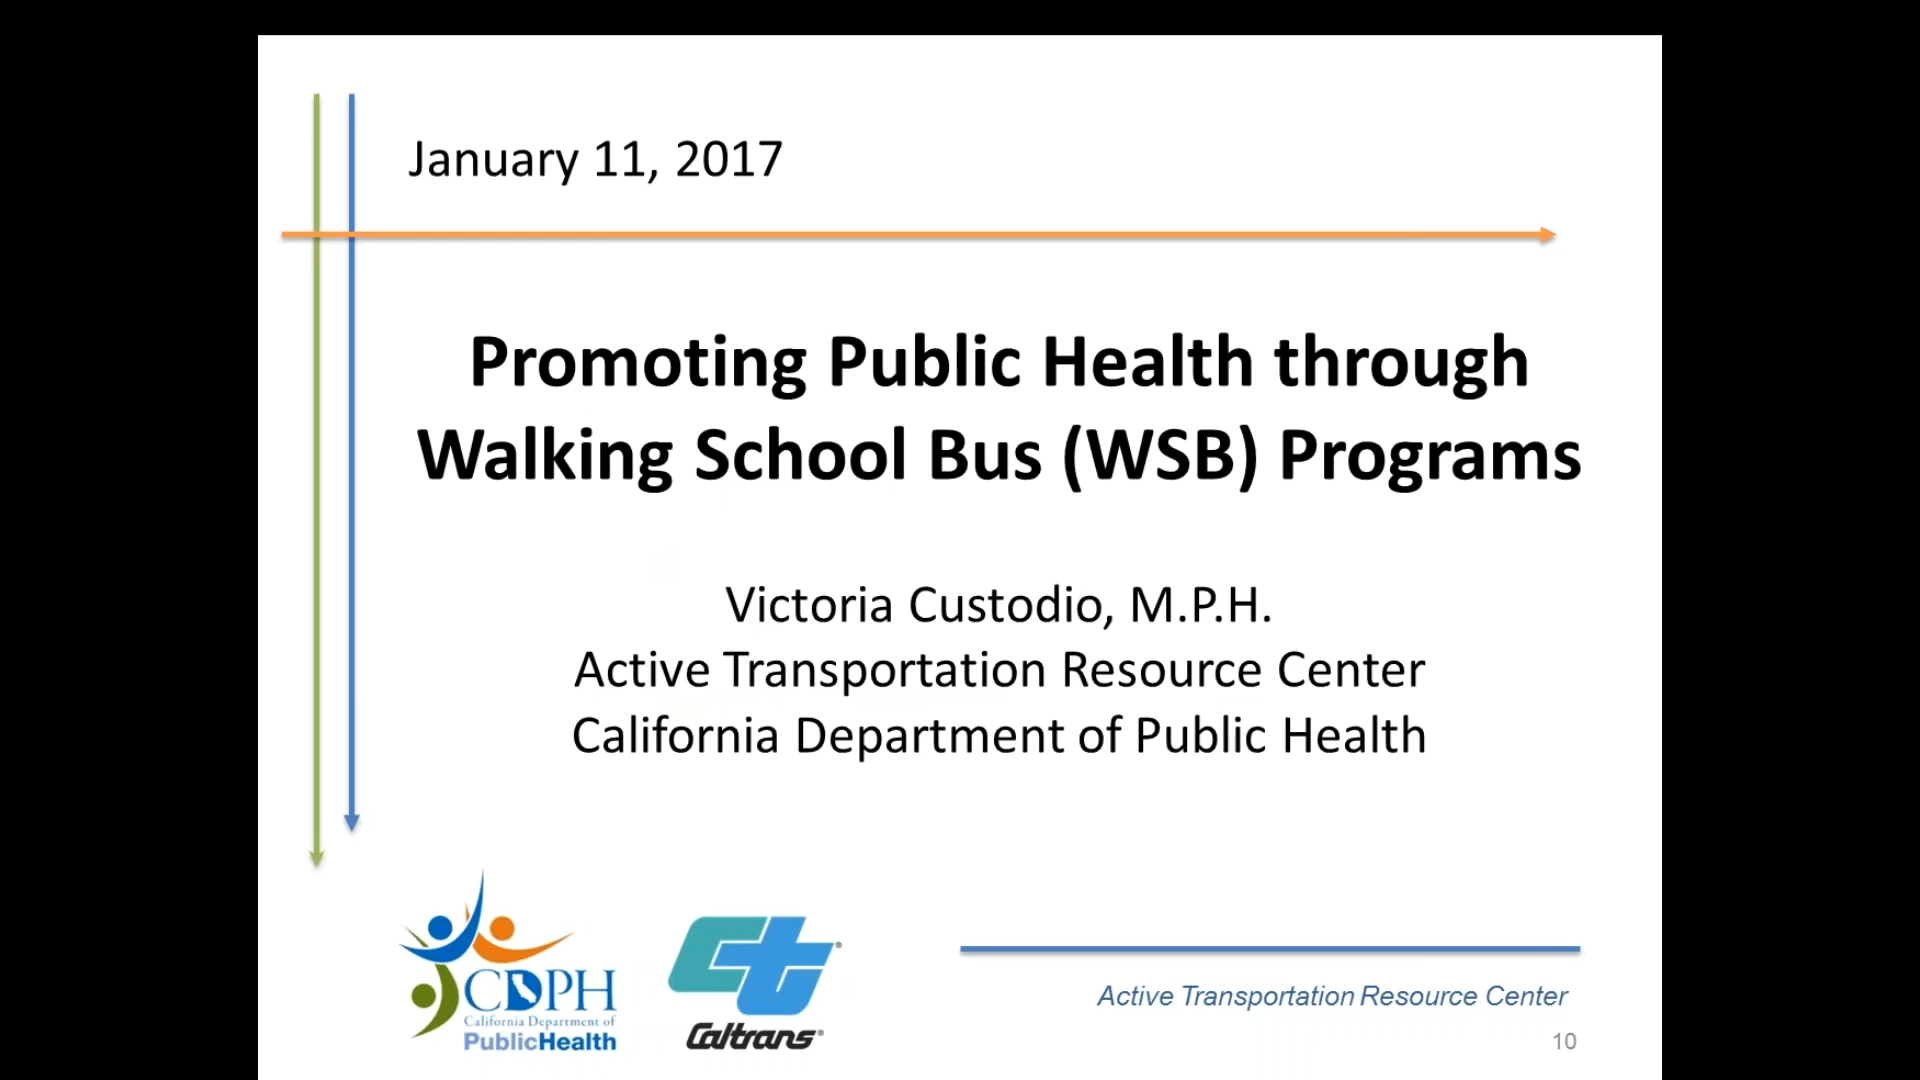 January 11, 2017
Promoting Public Health through
Walking School Bus (WSB) Programs
Victoria Custodio, M.P.H.
Active Transportation Resource Center
California Department of Public Health
CDPH
California Department of
PublicHealth
ct®
Caltrans®
Active Transportation Resource Center
10